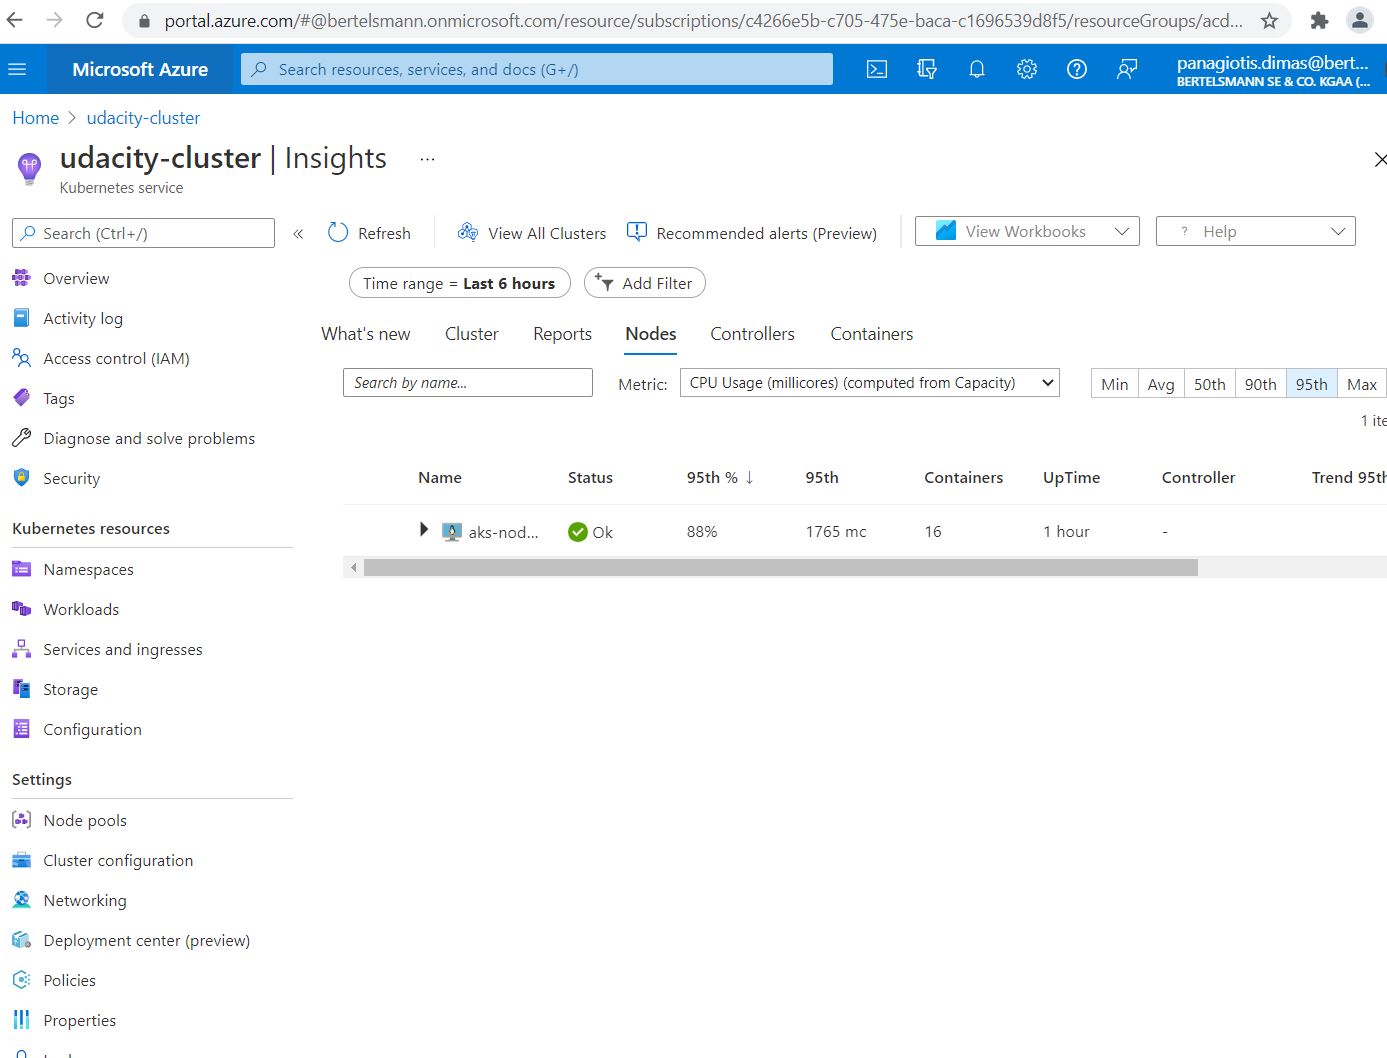 portal.azure.com/#@bertelsmann.onmicrosoft.com/resource/subscriptions/c4266e5b-c705-475e-baca-c1696539d8f5/resourceGroups/acd...
Microsoft Azure
Search resources, services, and docs (G+/)
panagiotis.dimas@bert...
BERTELSMANN SE & CO. KGAA (...
Home > udacity-cluster
udacity-cluster | Insights ...
Kubernetes service
Search (Ctrl+/)
«
Refresh
View All Clusters
Recommended alerts (Preview)
View Workbooks
? Help
Time range = Last 6 hours
Add Filter
What's new Cluster Reports Nodes Controllers Containers
Search by name...
Metric: CPU Usage (millicores) (computed from Capacity)
Min Avg 50th 90th 95th Max
1 ite
Name Status 95th % ↓ 95th Containers UpTime Controller Trend 95th
aks-nod... Ok 88% 1765 mc 16 1 hour -
Overview
Activity log
Access control (IAM)
Tags
Diagnose and solve problems
Security
Kubernetes resources
Namespaces
Workloads
Services and ingresses
Storage
Configuration
Settings
Node pools
Cluster configuration
Networking
Deployment center (preview)
Policies
Properties